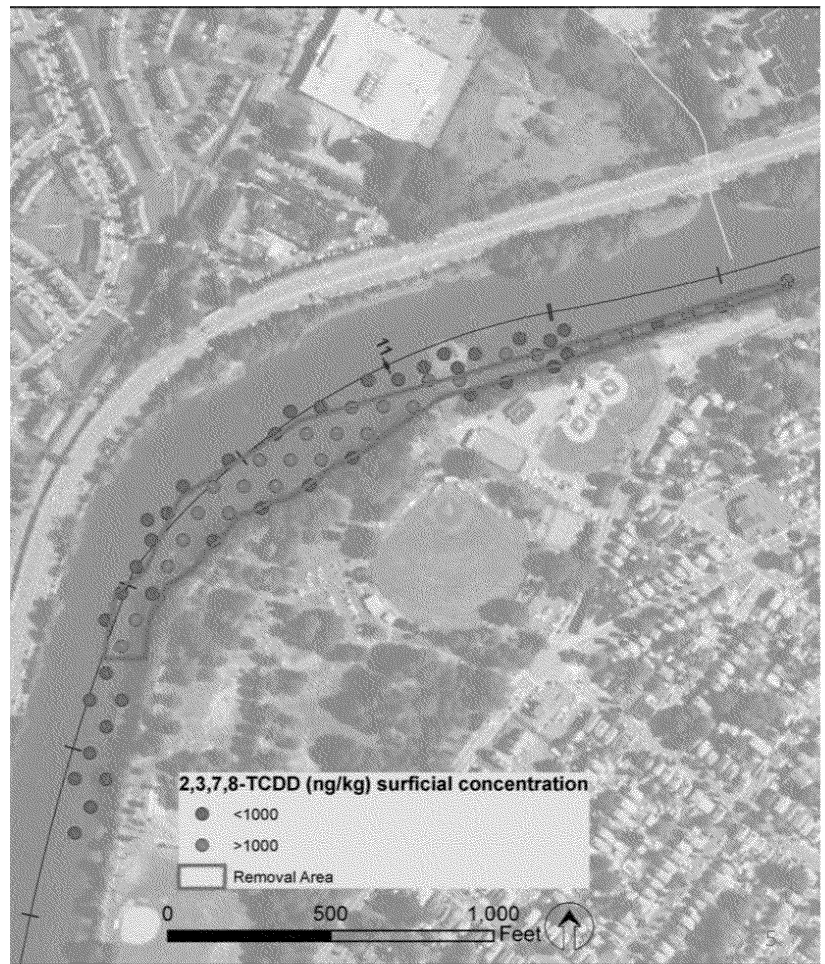 11
2,3,7,8-TCDD (ng/kg) surficial concentration
<1000
>1000
Removal Area
0 500 1,000
Feet
5